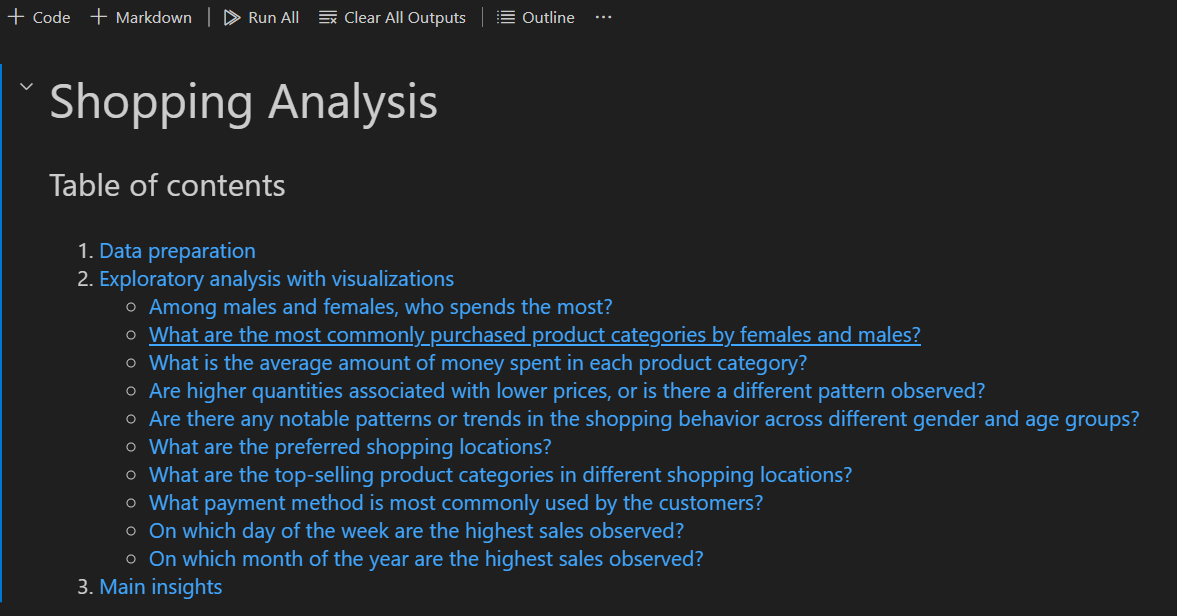 + Code + Markdown | Run All Clear All Outputs | Outline ...
Shopping Analysis
Table of contents
1. Data preparation
2. Exploratory analysis with visualizations
○ Among males and females, who spends the most?
○ What are the most commonly purchased product categories by females and males?
○ What is the average amount of money spent in each product category?
○ Are higher quantities associated with lower prices, or is there a different pattern observed?
○ Are there any notable patterns or trends in the shopping behavior across different gender and age groups?
○ What are the preferred shopping locations?
○ What are the top-selling product categories in different shopping locations?
○ What payment method is most commonly used by the customers?
○ On which day of the week are the highest sales observed?
○ On which month of the year are the highest sales observed?
3. Main insights